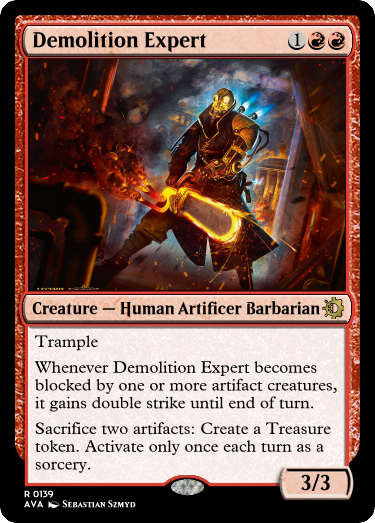 Demolition Expert 1
Creature — Human Artificer Barbarian
Trample
Whenever Demolition Expert becomes
blocked by one or more artifact creatures,
it gains double strike until end of turn.
Sacrifice two artifacts: Create a Treasure
token. Activate only once each turn as a
sorcery.
3/3
R 0139
AVA Sebastian Szmyd